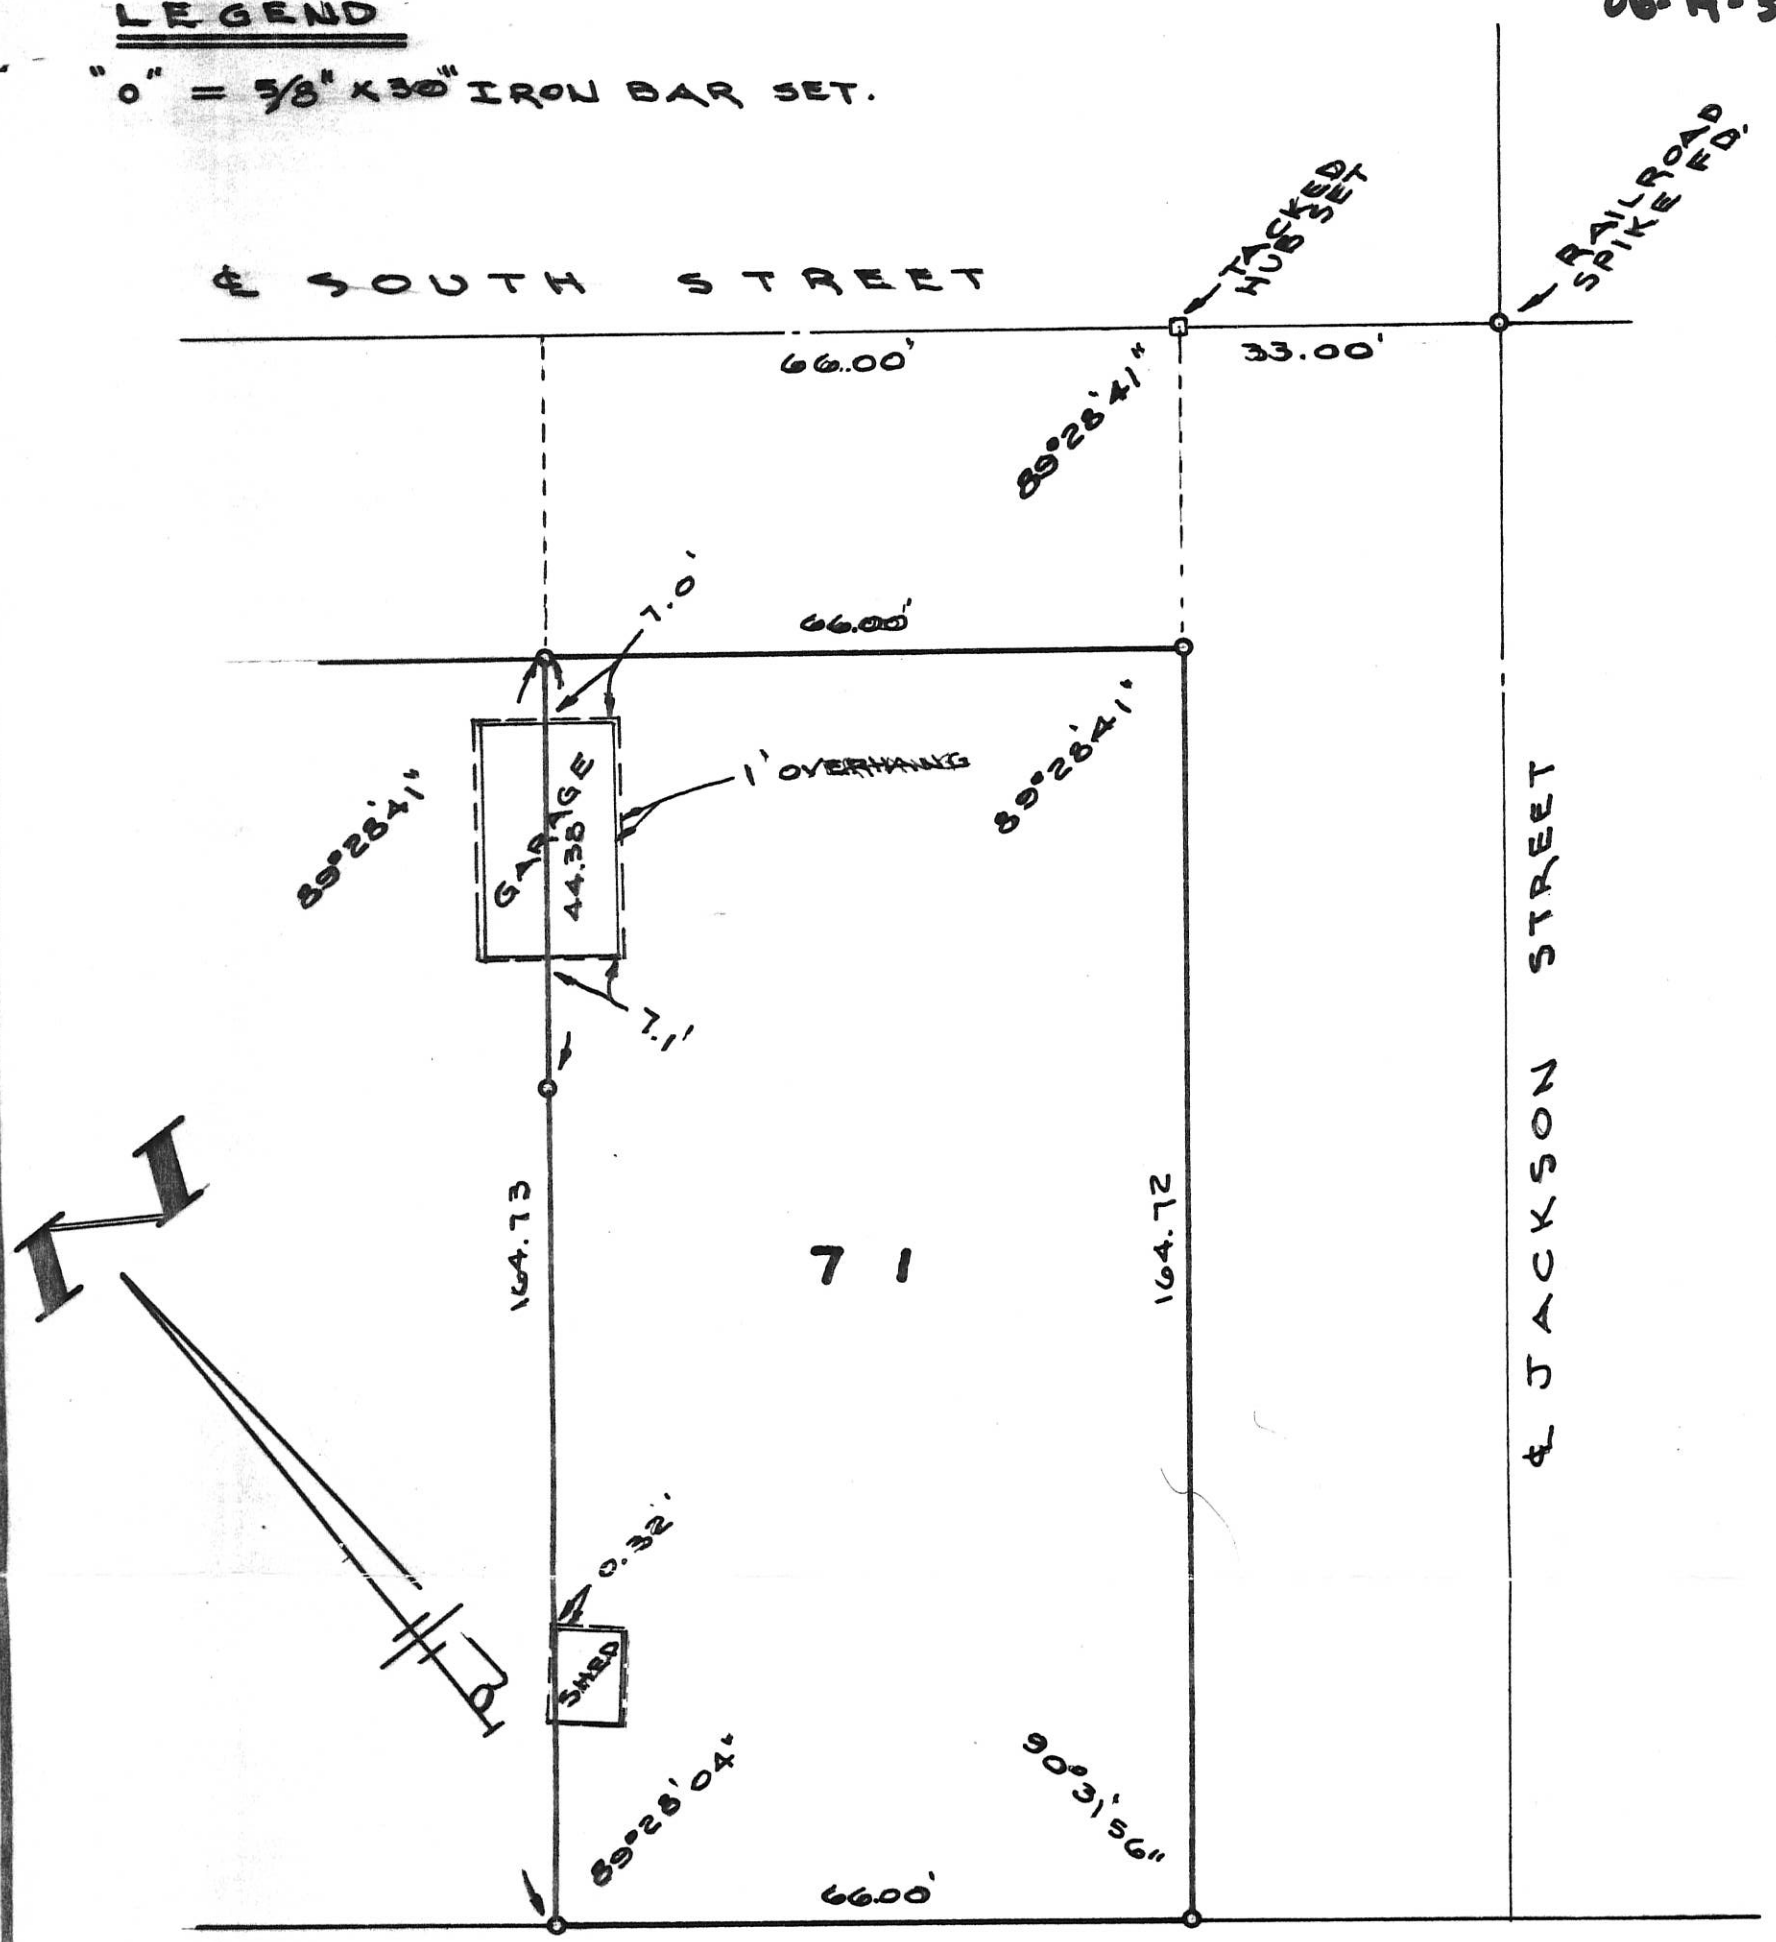 LEGEND
"o" = 5/8" x 30" IRON BAR SET.
TACKED
HUB SET
RAILROAD
SPIKE FD.
℄ SOUTH STREET
66.00'
33.00'
89°28'41"
7.0'
66.00'
1' OVERHANG
89°28'41"
89°28'41"
GARAGE
44.38
7.1'
164.73
71
164.72
℄ JACKSON STREET
0.32'
SHED
89°28'04"
90°31'56"
66.00'